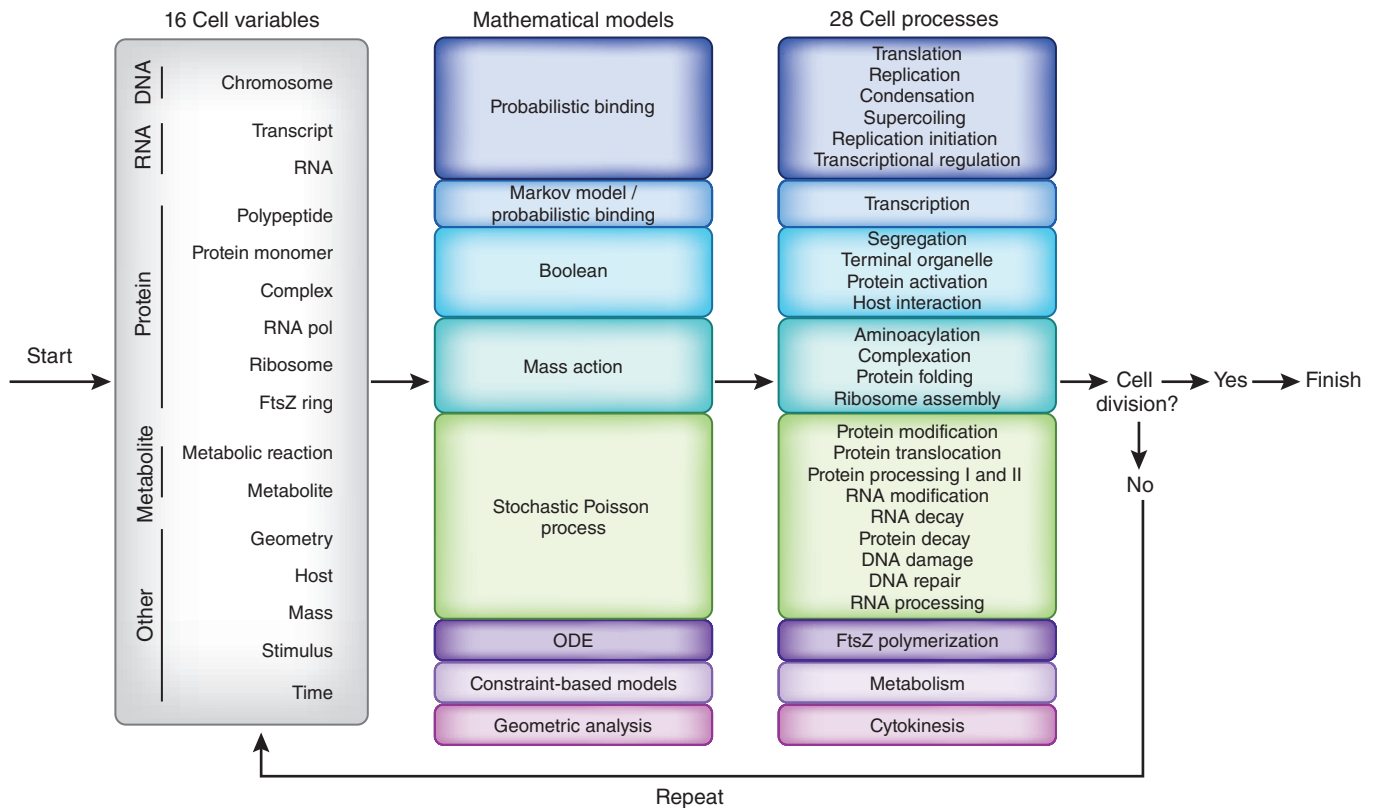 16 Cell variables
Mathematical models
28 Cell processes
DNA
Chromosome
RNA
Transcript
RNA
Protein
Polypeptide
Protein monomer
Complex
RNA pol
Ribosome
FtsZ ring
Metabolite
Metabolic reaction
Metabolite
Other
Geometry
Host
Mass
Stimulus
Time
Start
Probabilistic binding
Markov model /
probabilistic binding
Boolean
Mass action
Stochastic Poisson
process
ODE
Constraint-based models
Geometric analysis
Translation
Replication
Condensation
Supercoiling
Replication initiation
Transcriptional regulation
Transcription
Segregation
Terminal organelle
Protein activation
Host interaction
Aminoacylation
Complexation
Protein folding
Ribosome assembly
Protein modification
Protein translocation
Protein processing I and II
RNA modification
RNA decay
Protein decay
DNA damage
DNA repair
RNA processing
FtsZ polymerization
Metabolism
Cytokinesis
Cell
division?
Yes
Finish
No
Repeat